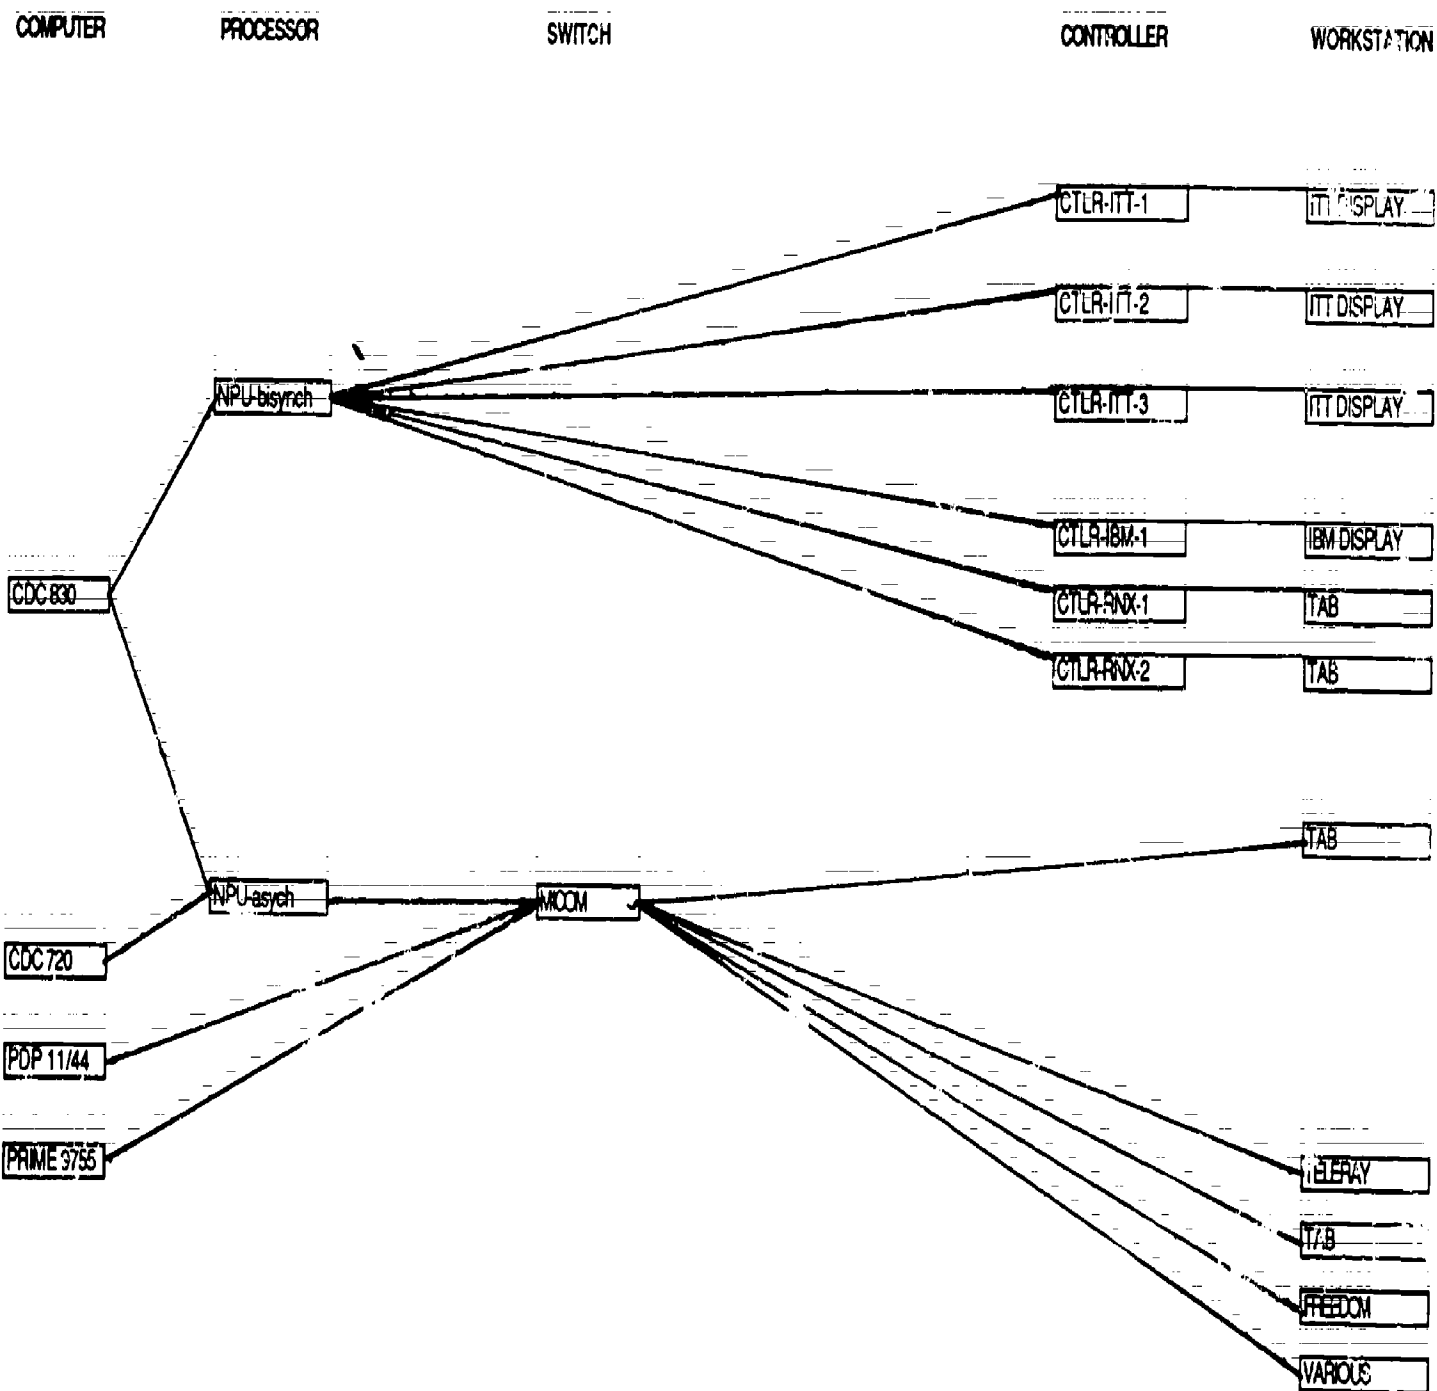 COMPUTER PROCESSOR SWITCH CONTROLLER WORKSTATION
CTLR-ITT-1 ITT DISPLAY
CTLR-ITT-2 ITT DISPLAY
NPU-bisynch CTLR-ITT-3 ITT DISPLAY
CTLR-IBM-1 IBM DISPLAY
CDC 830 CTLR-RNX-1 TAB
CTLR-RNX-2 TAB
TAB
NPU-asych MICOM
CDC 720
PDP 11/44
PRIME 9755 TELERAY
TAB
FREEDOM
VARIOUS